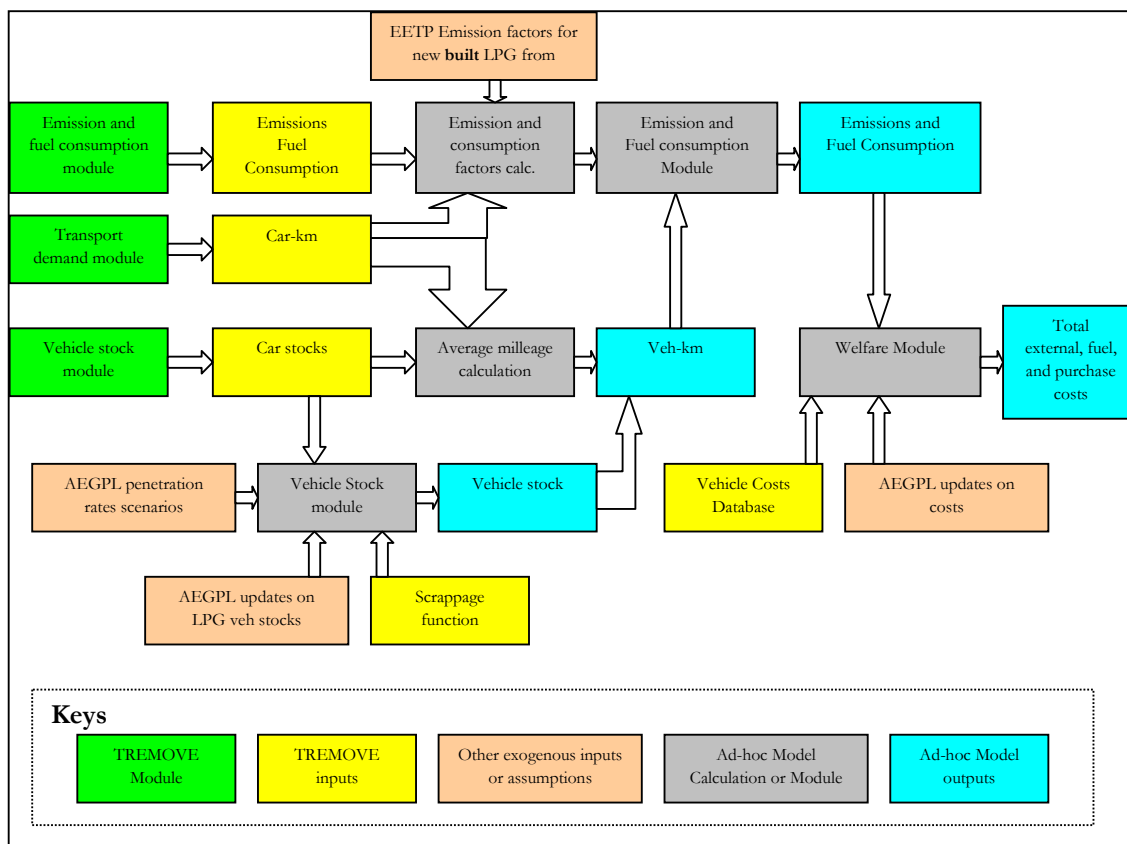 EETP Emission factors for
new built LPG from
Emission and
fuel consumption
module
Emissions
Fuel
Consumption
Emission and
consumption
factors calc.
Emission and
Fuel consumption
Module
Emissions and
Fuel Consumption
Transport
demand module
Car-km
Vehicle stock
module
Car stocks
Average milleage
calculation
Veh-km
Welfare Module
Total
external, fuel,
and purchase
costs
AEGPL penetration
rates scenarios
Vehicle Stock
module
Vehicle stock
Vehicle Costs
Database
AEGPL updates on
costs
AEGPL updates on
LPG veh stocks
Scrappage
function
Keys
TREMOVE
Module
TREMOVE
inputs
Other exogenous inputs
or assumptions
Ad-hoc Model
Calculation or Module
Ad-hoc Model
outputs